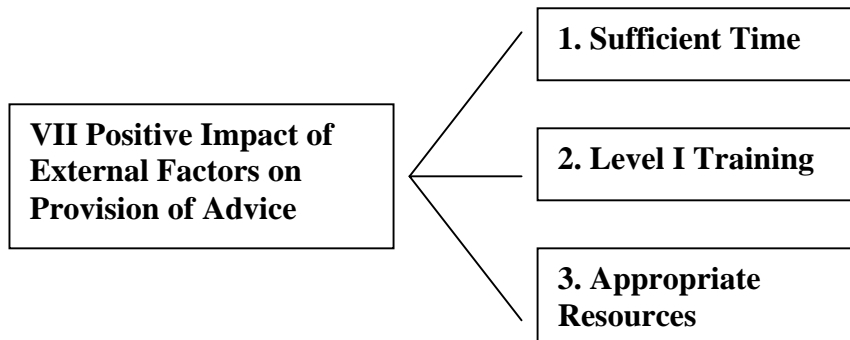 VII Positive Impact of
External Factors on
Provision of Advice
1. Sufficient Time
2. Level I Training
3. Appropriate
Resources